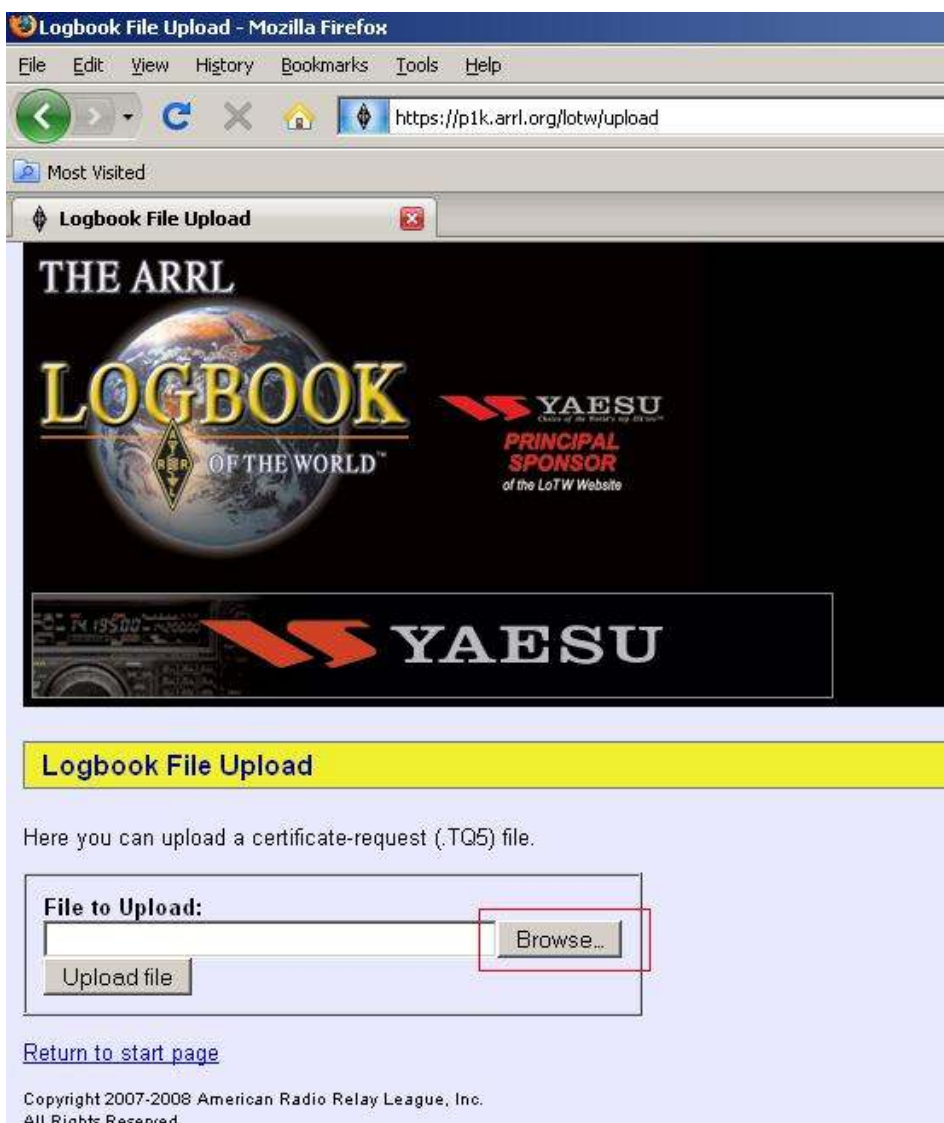 Logbook File Upload - Mozilla Firefox
File Edit View History Bookmarks Tools Help
https://p1k.arrl.org/lotw/upload
Most Visited
Logbook File Upload
THE ARRL
LOGBOOK
OF THE WORLD
YAESU
PRINCIPAL
SPONSOR
of the LoTW Website
YAESU
Logbook File Upload
Here you can upload a certificate-request (.TQ5) file.
File to Upload:
Browse...
Upload file
Return to start page
Copyright 2007-2008 American Radio Relay League, Inc.
All Rights Reserved